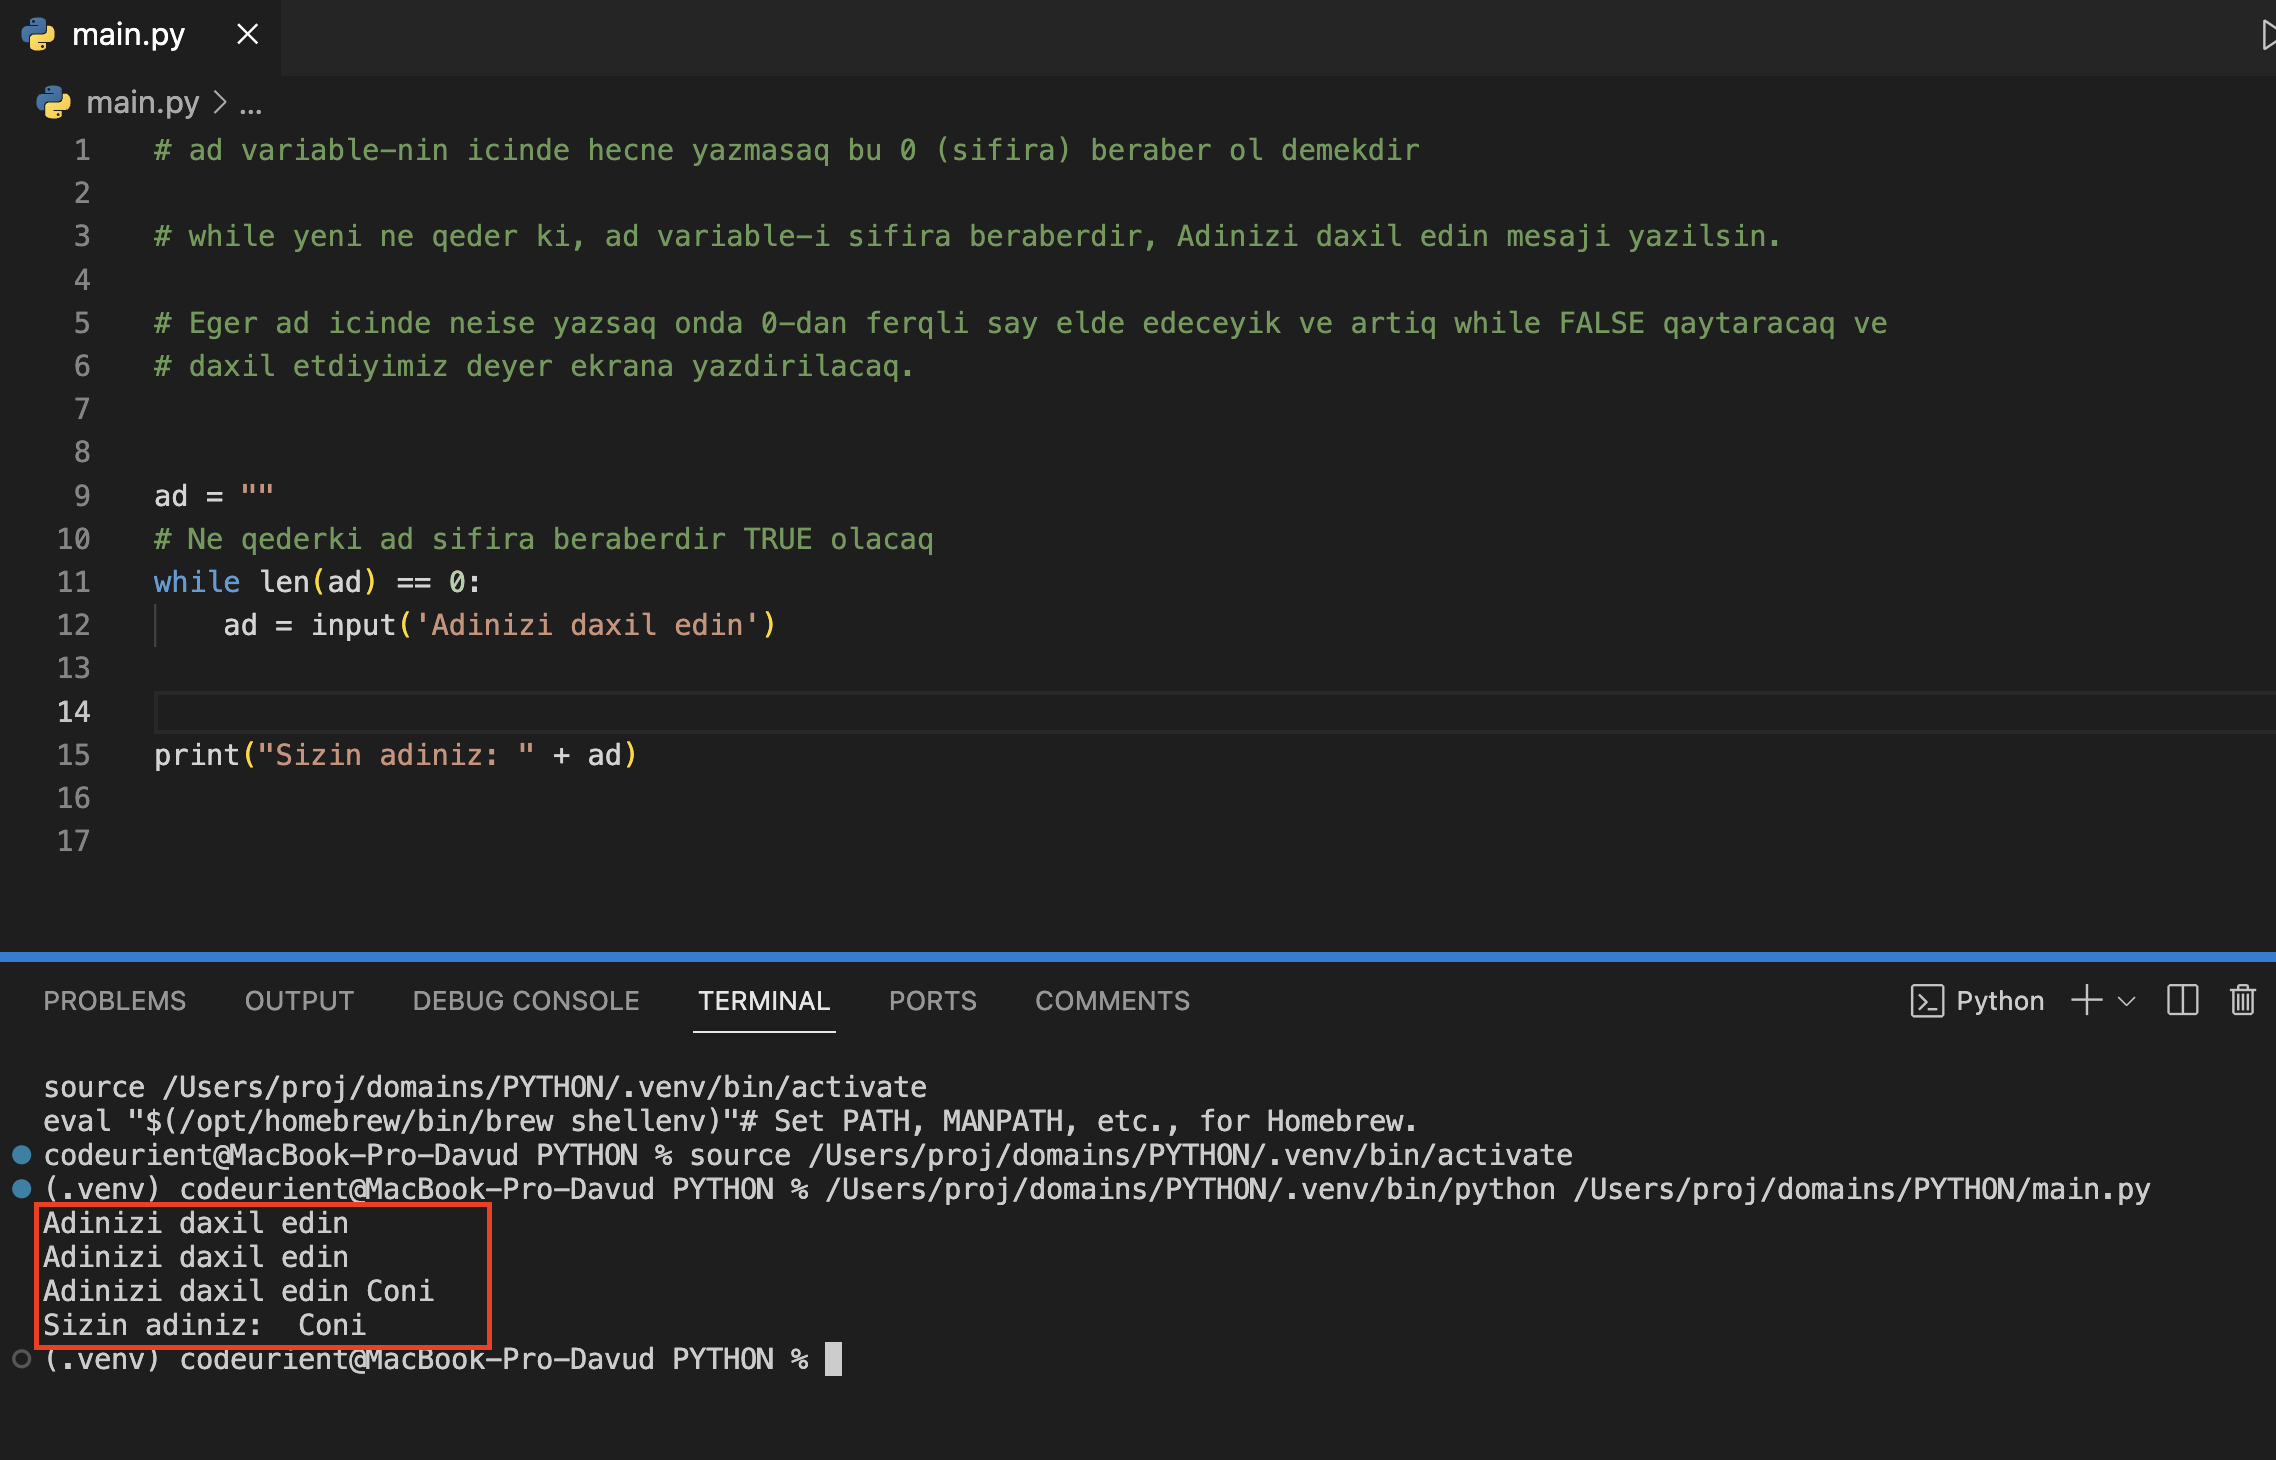 main.py
main.py > ...
1 # ad variable-nin icinde hecne yazmasaq bu 0 (sifira) beraber ol demekdir
2
3 # while yeni ne qeder ki, ad variable-i sifira beraberdir, Adinizi daxil edin mesaji yazilsin.
4
5 # Eger ad icinde neise yazsaq onda 0-dan ferqli say elde edeceyik ve artiq while FALSE qaytaracaq ve
6 # daxil etdiyimiz deyer ekrana yazdirilacaq.
7
8
9 ad = ""
10 # Ne qederki ad sifira beraberdir TRUE olacaq
11 while len(ad) == 0:
12     ad = input('Adinizi daxil edin')
13
14
15 print("Sizin adiniz: " + ad)
16
17
PROBLEMS OUTPUT DEBUG CONSOLE TERMINAL PORTS COMMENTS Python
source /Users/proj/domains/PYTHON/.venv/bin/activate
eval "$(/opt/homebrew/bin/brew shellenv)"# Set PATH, MANPATH, etc., for Homebrew.
codeurient@MacBook-Pro-Davud PYTHON % source /Users/proj/domains/PYTHON/.venv/bin/activate
(.venv) codeurient@MacBook-Pro-Davud PYTHON % /Users/proj/domains/PYTHON/.venv/bin/python /Users/proj/domains/PYTHON/main.py
Adinizi daxil edin
Adinizi daxil edin
Adinizi daxil edin Coni
Sizin adiniz:  Coni
(.venv) codeurient@MacBook-Pro-Davud PYTHON %